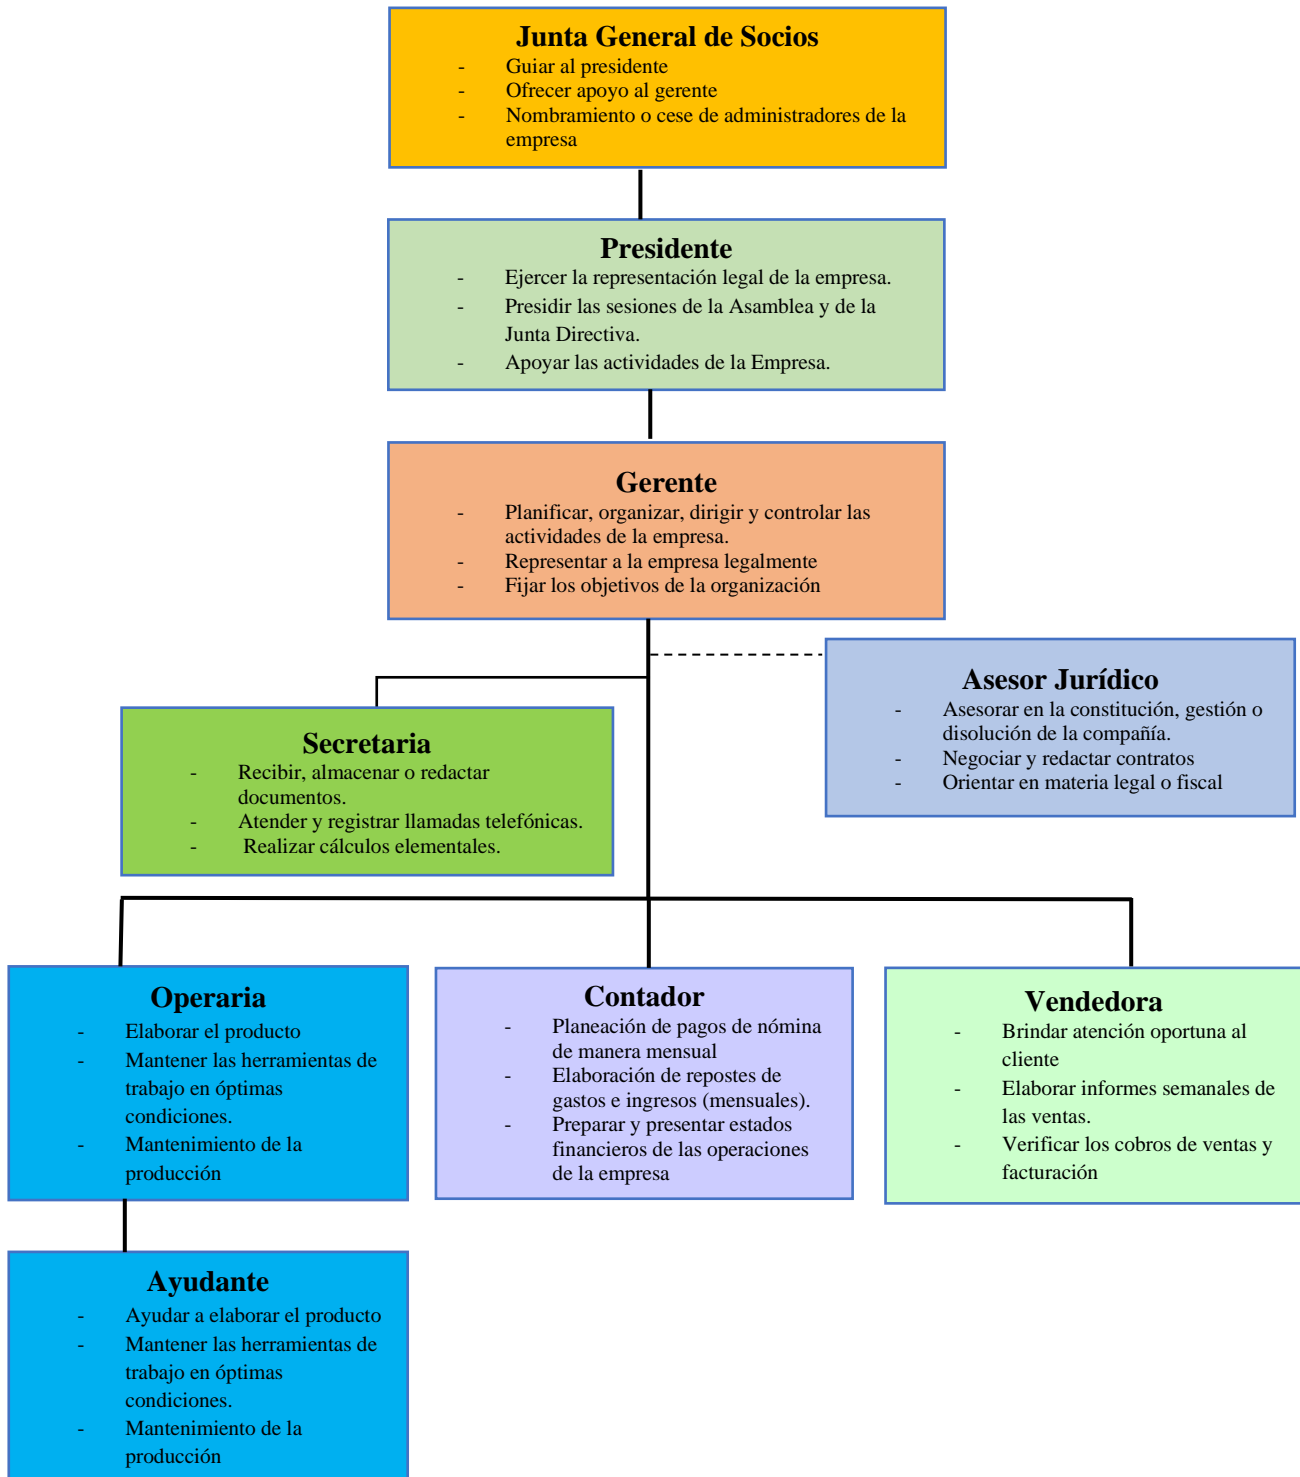 Junta General de Socios
- Guiar al presidente
- Ofrecer apoyo al gerente
- Nombramiento o cese de administradores de la
empresa
Presidente
- Ejercer la representación legal de la empresa.
- Presidir las sesiones de la Asamblea y de la
Junta Directiva.
- Apoyar las actividades de la Empresa.
Gerente
- Planificar, organizar, dirigir y controlar las
actividades de la empresa.
- Representar a la empresa legalmente
- Fijar los objetivos de la organización
Asesor Jurídico
- Asesorar en la constitución, gestión o
disolución de la compañía.
- Negociar y redactar contratos
- Orientar en materia legal o fiscal
Secretaria
- Recibir, almacenar o redactar
documentos.
- Atender y registrar llamadas telefónicas.
- Realizar cálculos elementales.
Operaria
- Elaborar el producto
- Mantener las herramientas de
trabajo en óptimas
condiciones.
- Mantenimiento de la
producción
Contador
- Planeación de pagos de nómina
de manera mensual
- Elaboración de repostes de
gastos e ingresos (mensuales).
- Preparar y presentar estados
financieros de las operaciones
de la empresa
Vendedora
- Brindar atención oportuna al
cliente
- Elaborar informes semanales de
las ventas.
- Verificar los cobros de ventas y
facturación
Ayudante
- Ayudar a elaborar el producto
- Mantener las herramientas de
trabajo en óptimas
condiciones.
- Mantenimiento de la
producción